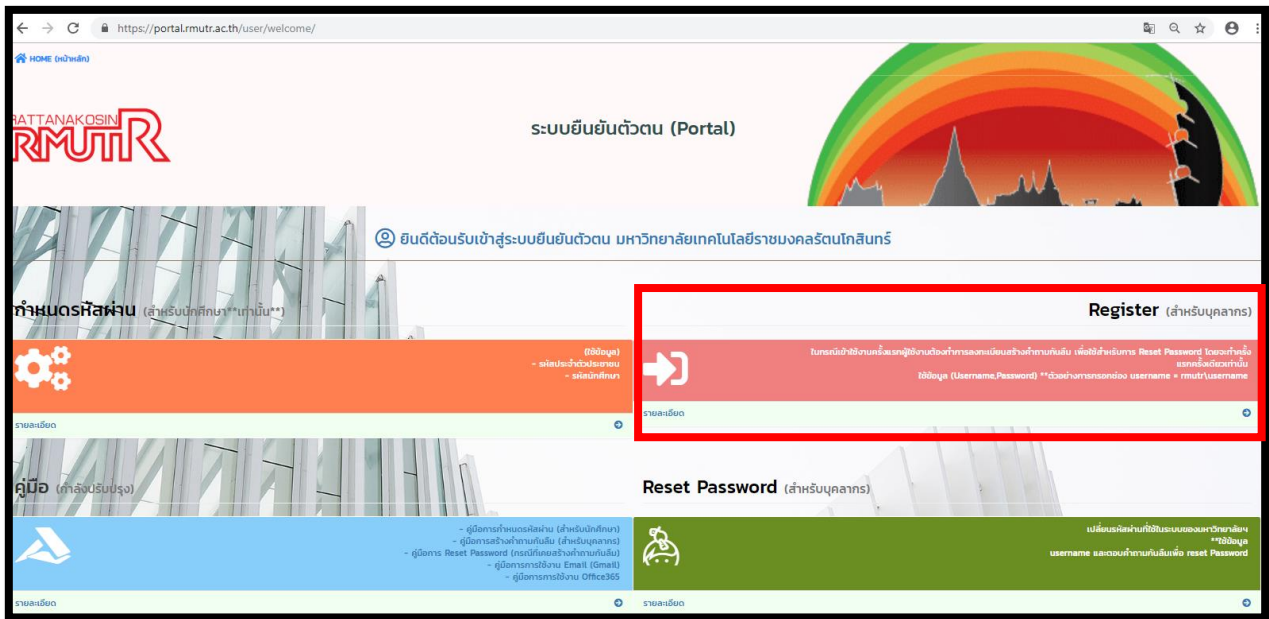 https://portal.rmutr.ac.th/user/welcome/
HOME (หน้าหลัก)
RATTANAKOSIN
RMUTR
ระบบยืนยันตัวตน (Portal)
ยินดีต้อนรับเข้าสู่ระบบยืนยันตัวตน มหาวิทยาลัยเทคโนโลยีราชมงคลรัตนโกสินทร์
กำหนดรหัสผ่าน (สำหรับนักศึกษา**เท่านั้น**)
(ใช้ข้อมูล)
- รหัสประจำตัวประชาชน
- รหัสนักศึกษา
รายละเอียด
Register (สำหรับบุคลากร)
ในกรณีเข้าใช้งานครั้งแรกผู้ใช้งานต้องทำการลงทะเบียนสร้างคำถามกันลืม เพื่อใช้สำหรับการ Reset Password โดยจะทำครั้ง
แรกครั้งเดียวเท่านั้น
ใช้ข้อมูล (Username,Password) **ตัวอย่างการกรอกช่อง username = rmutr\username
รายละเอียด
คู่มือ (กำลังปรับปรุง)
- คู่มือการกำหนดรหัสผ่าน (สำหรับนักศึกษา)
- คู่มือการสร้างคำถามกันลืม (สำหรับบุคลากร)
- คู่มือการ Reset Password (กรณีที่เคยสร้างคำถามกันลืม)
- คู่มือการการใช้งาน Email (Gmail)
- คู่มือการการใช้งาน Office365
รายละเอียด
Reset Password (สำหรับบุคลากร)
เปลี่ยนรหัสผ่านที่ใช้ในระบบของมหาวิทยาลัยฯ
**ใช้ข้อมูล
username และตอบคำถามกันลืมเพื่อ reset Password
รายละเอียด